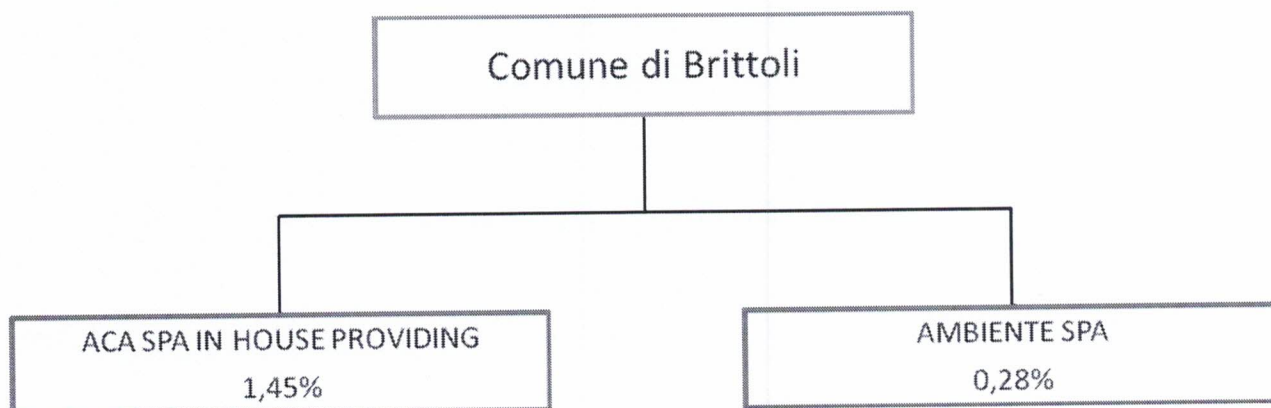 Comune di Brittoli
ACA SPA IN HOUSE PROVIDING
1,45%
AMBIENTE SPA
0,28%